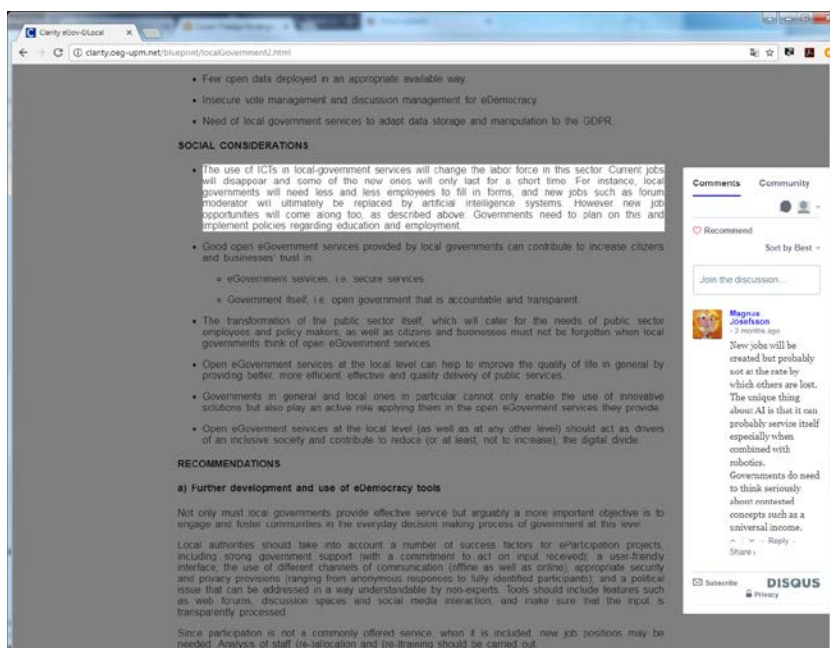 Clarity eGov-DLocal
clarity.oeg-upm.net/blueprint/localGovernment2.html
• Few open data deployed in an appropriate available way.
• Insecure vote management and discussion management for eDemocracy
• Need of local government services to adapt data storage and manipulation to the GDPR.
SOCIAL CONSIDERATIONS
• The use of ICTs in local-government services will change the labor force in this sector. Current jobs
will disappear and some of the new ones will only last for a short time. For instance, local
governments will need less and less employees to fill in forms, and new jobs such as forum
moderator will ultimately be replaced by artificial intelligence systems. However new job
opportunities will come along too, as described above. Governments need to plan on this and
implement policies regarding education and employment.
• Good open eGovernment services provided by local governments can contribute to increase citizens
and businesses' trust in:
eGovernment services, i.e. secure services.
Government itself, i.e. open government that is accountable and transparent.
• The transformation of the public sector itself, which will cater for the needs of public sector
employees and policy makers, as well as citizens and businesses must not be forgotten when local
governments think of open eGovernment services.
• Open eGovernment services at the local level can help to improve the quality of life in general by
providing better, more efficient, effective and quality delivery of public services.
• Governments in general and local ones in particular cannot only enable the use of innovative
solutions but also play an active role applying them in the open eGoverment services they provide.
• Open eGoverment services at the local level (as well as at any other level) should act as drivers
of an inclusive society and contribute to reduce (or at least, not to increase), the digital divide.
RECOMMENDATIONS
a) Further development and use of eDemocracy tools
Not only must local governments provide effective service but arguably a more important objective is to
engage and foster communities in the everyday decision making process of government at this level.
Local authorities should take into account a number of success factors for eParticipation projects,
including strong government support (with a commitment to act on input received); a user-friendly
interface; the use of different channels of communication (offline as well as online); appropriate security
and privacy provisions (ranging from anonymous responses to fully identified participants); and a political
issue that can be addressed in a way understandable by non-experts. Tools should include features such
as web forums, discussion spaces and social media interaction, and make sure that the input is
transparently processed.
Since participation is not a commonly offered service, when it is included, new job positions may be
needed. Analysis of staff (re-)allocation and (re-)training should be carried out.
Comments Community
Recommend
Sort by Best
Join the discussion...
Magnus
Josefsson
- 2 months ago
New jobs will be
created but probably
not at the rate by
which others are lost.
The unique thing
about AI is that it can
probably service itself
especially when
combined with
robotics.
Governments do need
to think seriously
about contested
concepts such as a
universal income.
Reply
Share ›
Subscribe DISQUS
Privacy